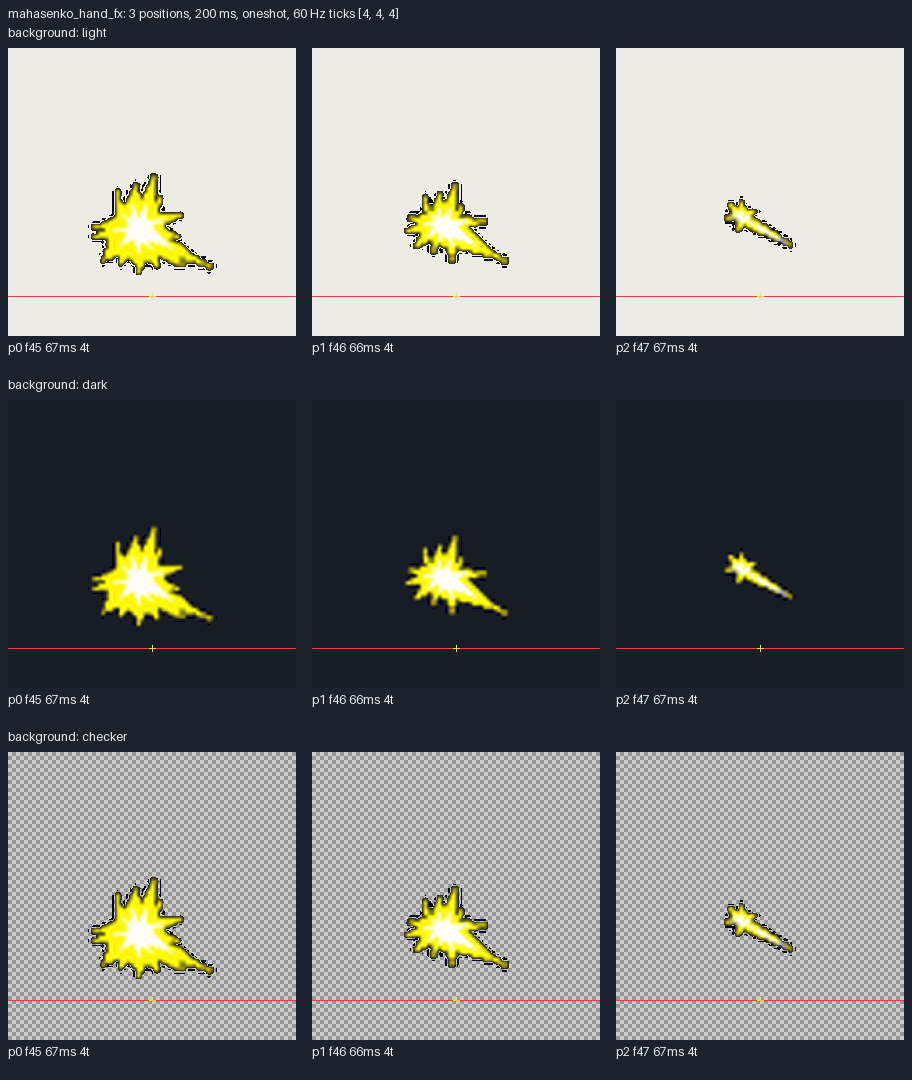 mahasenko_hand_fx: 3 positions, 200 ms, oneshot, 60 Hz ticks [4, 4, 4]
background: light
p0 f45 67ms 4t
p1 f46 66ms 4t
p2 f47 67ms 4t
background: dark
p0 f45 67ms 4t
p1 f46 66ms 4t
p2 f47 67ms 4t
background: checker
p0 f45 67ms 4t
p1 f46 66ms 4t
p2 f47 67ms 4t